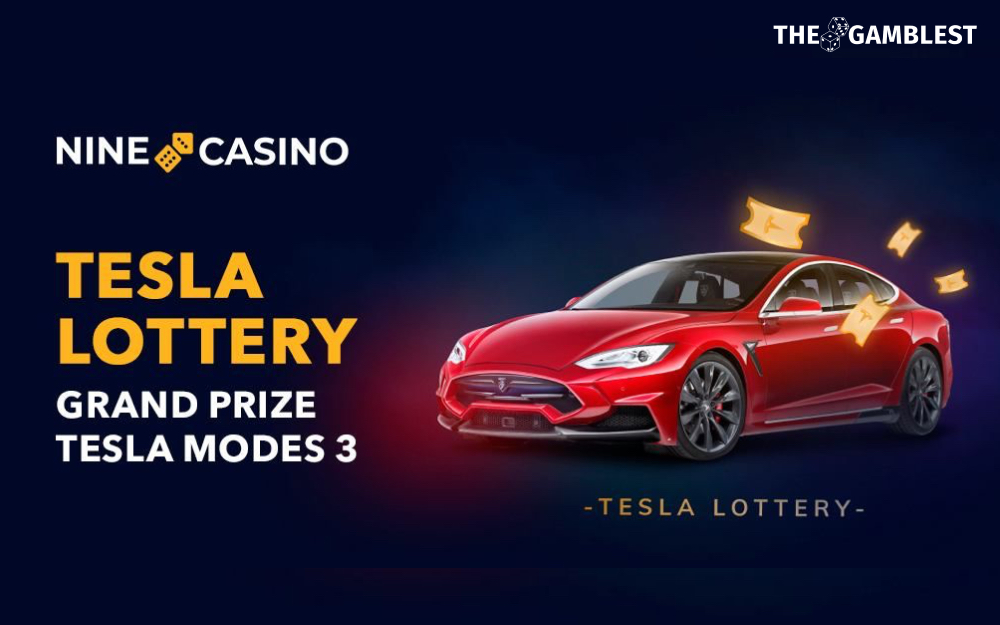 THE GAMBLEST
NINE CASINO
TESLA
LOTTERY
GRAND PRIZE
TESLA MODES 3
-TESLA LOTTERY-